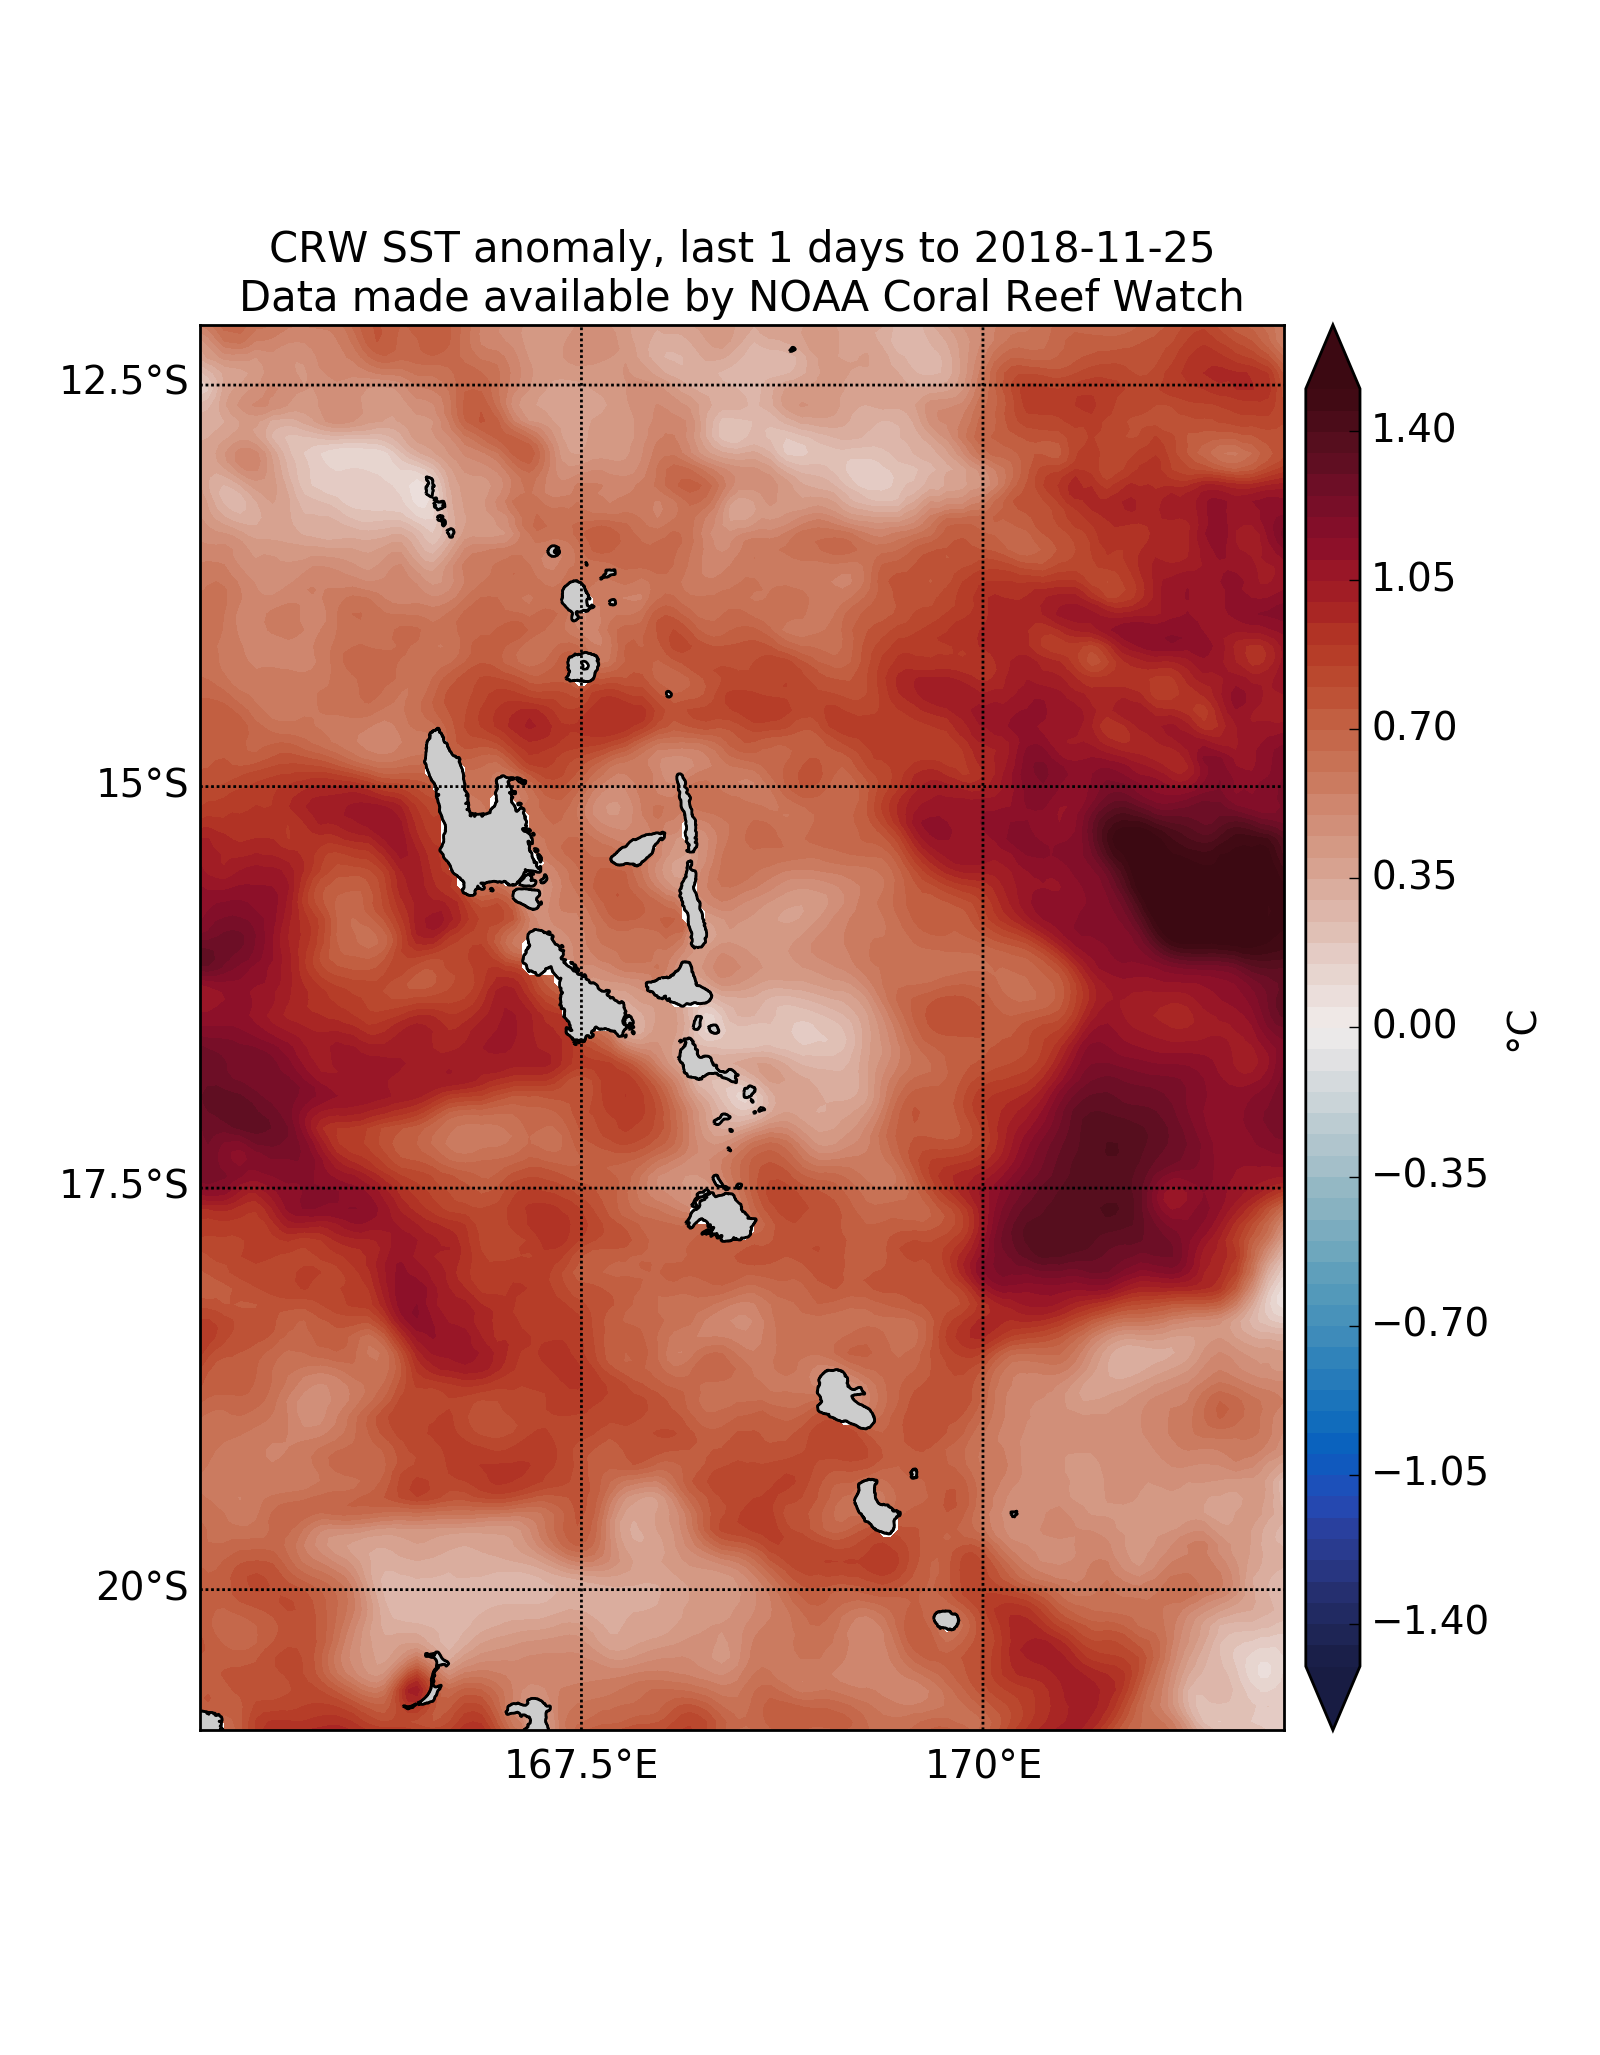 CRW SST anomaly, last 1 days to 2018-11-25
Data made available by NOAA Coral Reef Watch
12.5°S
15°S
17.5°S
20°S
167.5°E
170°E
1.40
1.05
0.70
0.35
0.00
−0.35
−0.70
−1.05
−1.40
°C